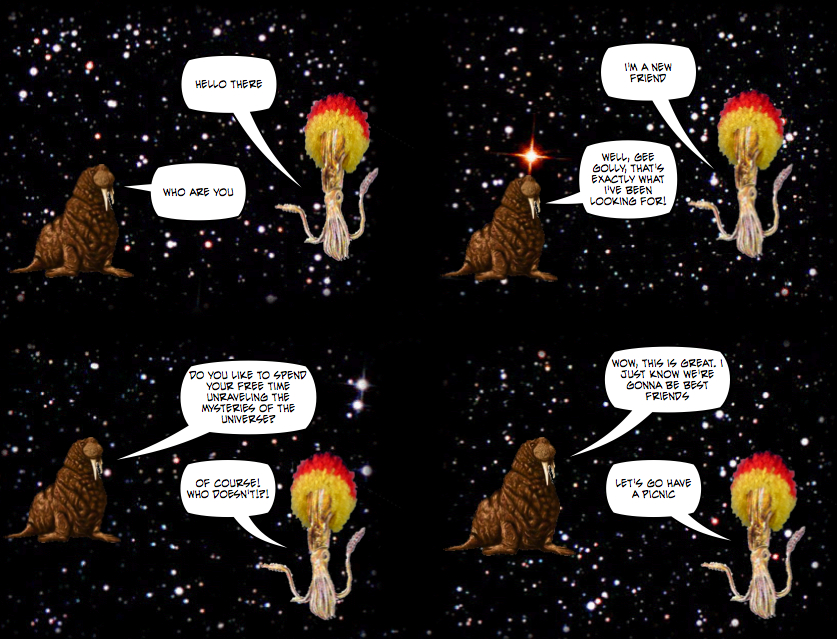 HELLO THERE
WHO ARE YOU
I'M A NEW
FRIEND
WELL, GEE
GOLLY, THAT'S
EXACTLY WHAT
I'VE BEEN
LOOKING FOR!
DO YOU LIKE TO SPEND
YOUR FREE TIME
UNRAVELING THE
MYSTERIES OF THE
UNIVERSE?
OF COURSE!
WHO DOESN'T!?!
WOW, THIS IS GREAT. I
JUST KNOW WE'RE
GONNA BE BEST
FRIENDS
LET'S GO HAVE
A PICNIC